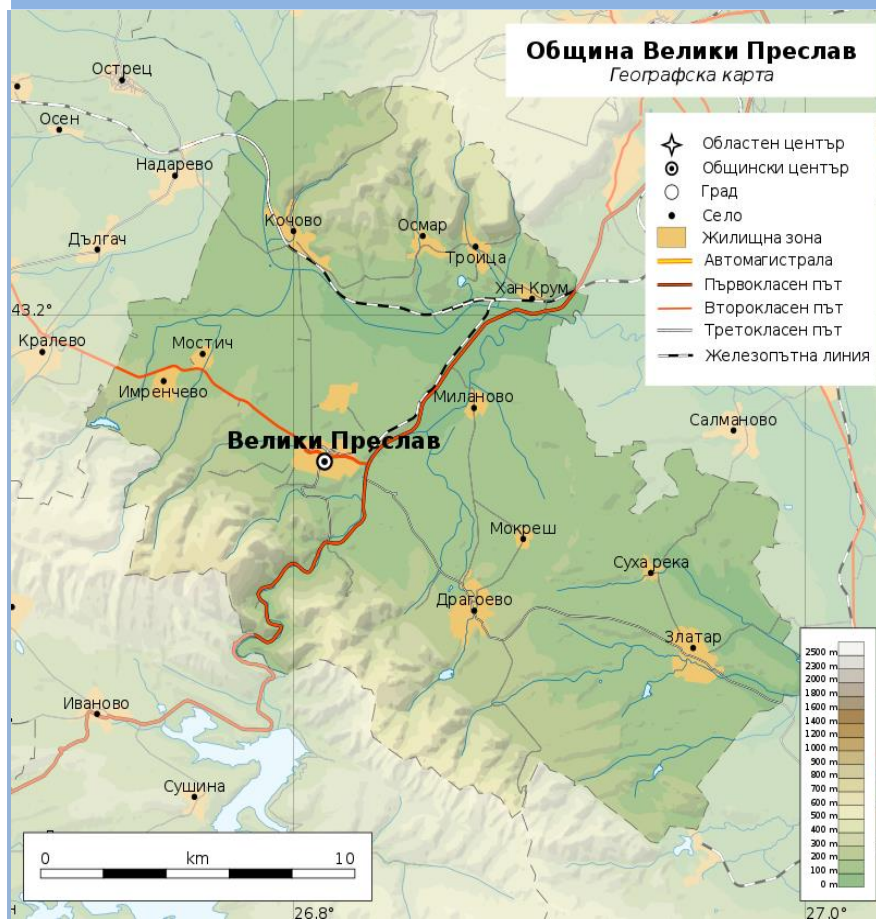 Община Велики Преслав
Географска карта
Областен център
Общински център
Град
Село
Жилищна зона
Автомагистрала
Първокласен път
Второкласен път
Третокласен път
Железопътна линия
Острец
Осен
Надарево
Дългач
Кочово
Осмар
Троица
Хан Крум
43.2°
Кралево
Мостич
Имренчево
Миланово
Салманово
Велики Преслав
Мокреш
Суха река
Драгоево
Златар
Иваново
Сушина
2500 m
2300 m
2000 m
1800 m
1600 m
1400 m
1200 m
1000 m
900 m
800 m
700 m
600 m
500 m
400 m
300 m
200 m
100 m
0 m
0 km 10
26.8°
27.0°